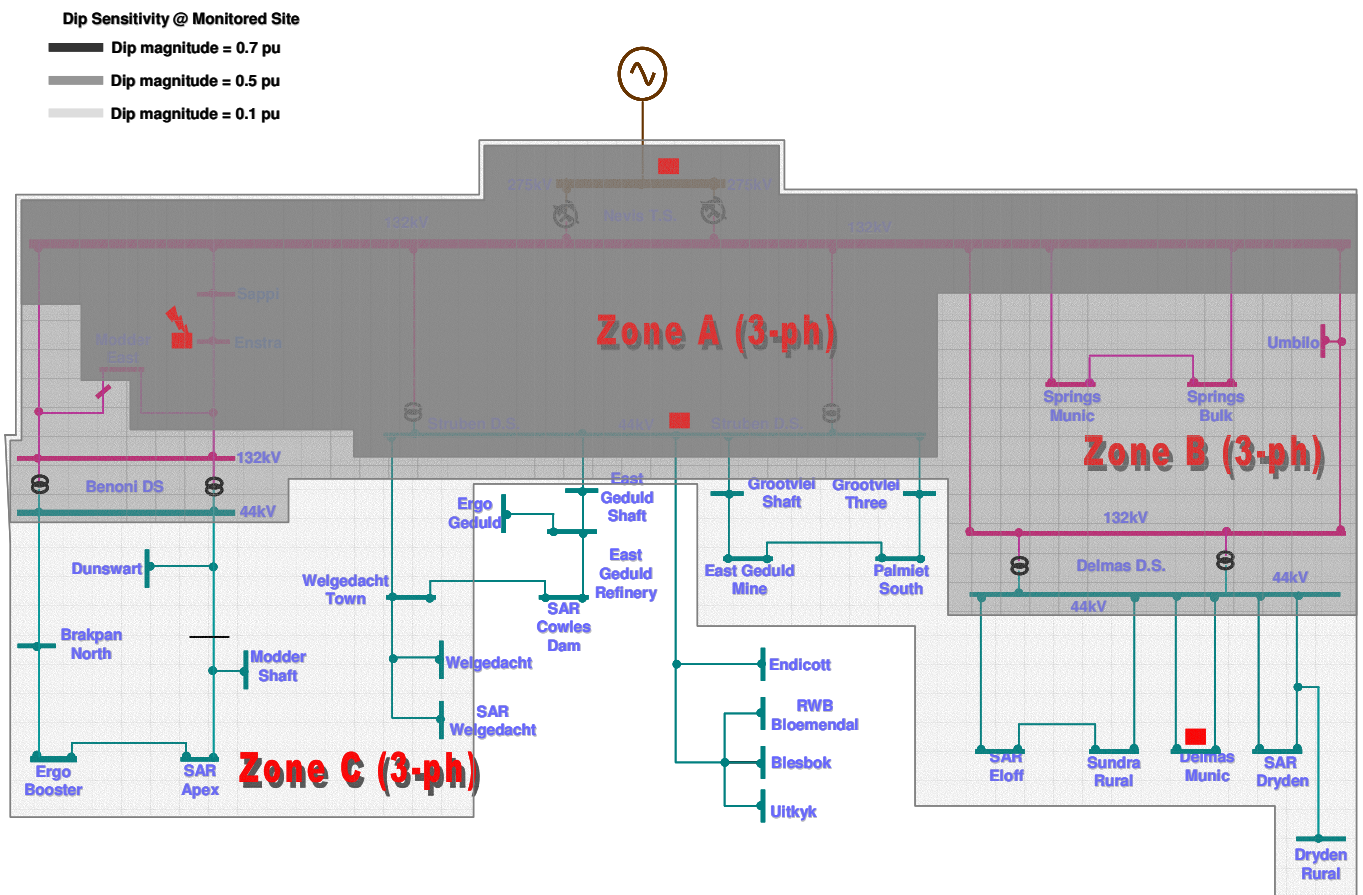 Dip Sensitivity @ Monitored Site
Dip magnitude = 0.7 pu
Dip magnitude = 0.5 pu
Dip magnitude = 0.1 pu
275kV
275kV
Nevis T.S.
132kV
132kV
Sappi
Enstra
Modder
East
Zone A (3-ph)
Umbilo
Springs
Munic
Springs
Bulk
Struben D.S.
44kV
Struben D.S.
Zone B (3-ph)
132kV
Benoni DS
44kV
Ergo
Geduld
East
Geduld
Shaft
Grootvlei
Shaft
Grootvlei
Three
132kV
Dunswart
Welgedacht
Town
East
Geduld
Refinery
East Geduld
Mine
Palmiet
South
Delmas D.S.
44kV
44kV
SAR
Cowles
Dam
Brakpan
North
Modder
Shaft
Welgedacht
SAR
Welgedacht
Endicott
RWB
Bloemendal
Blesbok
Uitkyk
Ergo
Booster
SAR
Apex
Zone C (3-ph)
SAR
Eloff
Sundra
Rural
Delmas
Munic
SAR
Dryden
Dryden
Rural